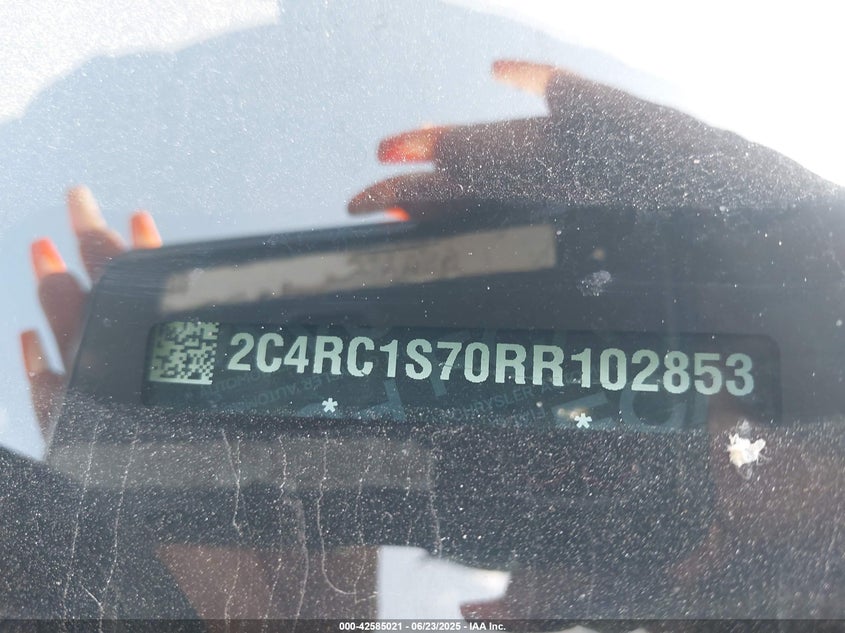 2C4RC1S70RR102853
* *
000-42585021 - 06/23/2025 - IAA Inc.